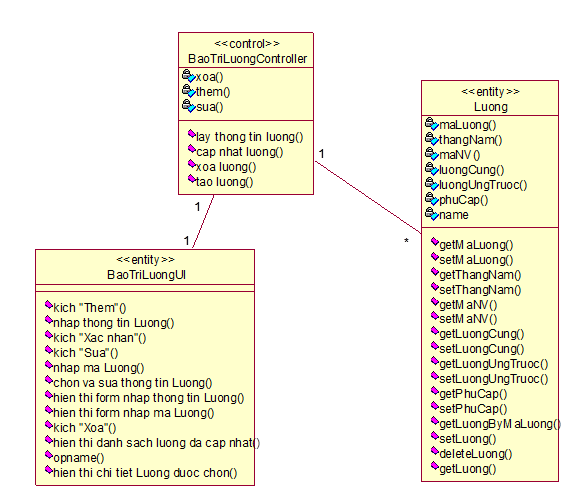 <<control>>
BaoTriLuongController
xoa()
them()
sua()
lay thong tin luong()
cap nhat luong()
xoa luong()
tao luong()
1
1
1
*
<<entity>>
BaoTriLuongUI
kich "Them"()
nhap thong tin Luong()
kich "Xac nhan"()
kich "Sua"()
nhap ma Luong()
chon va sua thong tin Luong()
hien thi form nhap thong tin Luong()
hien thi form nhap ma Luong()
kich "Xoa"()
hien thi danh sach luong da cap nhat()
opname()
hien thi chi tiet Luong duoc chon()
<<entity>>
Luong
maLuong()
thangNam()
maNV()
luongCung()
luongUngTruoc()
phuCap()
name
getMaLuong()
setMaLuong()
getThangNam()
setThangNam()
getMaNV()
setMaNV()
getLuongCung()
setLuongCung()
getLuongUngTruoc()
setLuongUngTruoc()
getPhuCap()
setPhuCap()
getLuongByMaLuong()
setLuong()
deleteLuong()
getLuong()